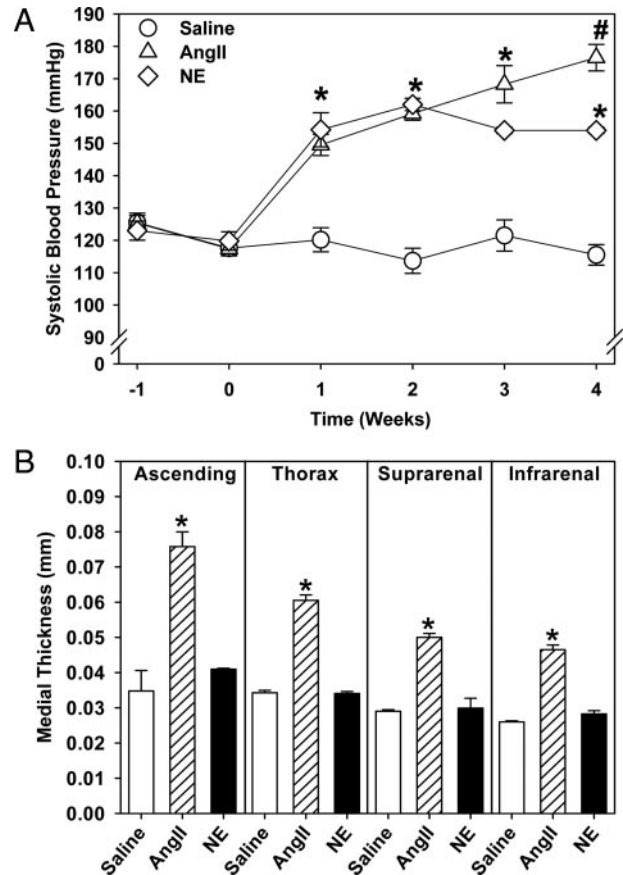 A
Saline
AngII
NE
Systolic Blood Pressure (mmHg)
190
180
170
160
150
140
130
120
110
100
90
0
* * * # *
-1 0 1 2 3 4
Time (Weeks)
B
Medial Thickness (mm)
0.10
0.09
0.08
0.07
0.06
0.05
0.04
0.03
0.02
0.01
0.00
Ascending Thorax Suprarenal Infrarenal
* * * *
Saline AngII NE Saline AngII NE Saline AngII NE Saline AngII NE